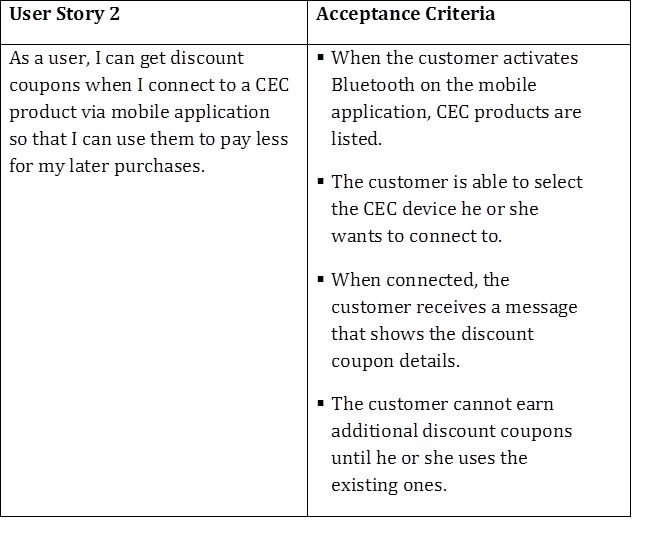 User Story 2
Acceptance Criteria
As a user, I can get discount
coupons when I connect to a CEC
product via mobile application
so that I can use them to pay less
for my later purchases.
▪ When the customer activates
Bluetooth on the mobile
application, CEC products are
listed.
▪ The customer is able to select
the CEC device he or she
wants to connect to.
▪ When connected, the
customer receives a message
that shows the discount
coupon details.
▪ The customer cannot earn
additional discount coupons
until he or she uses the
existing ones.